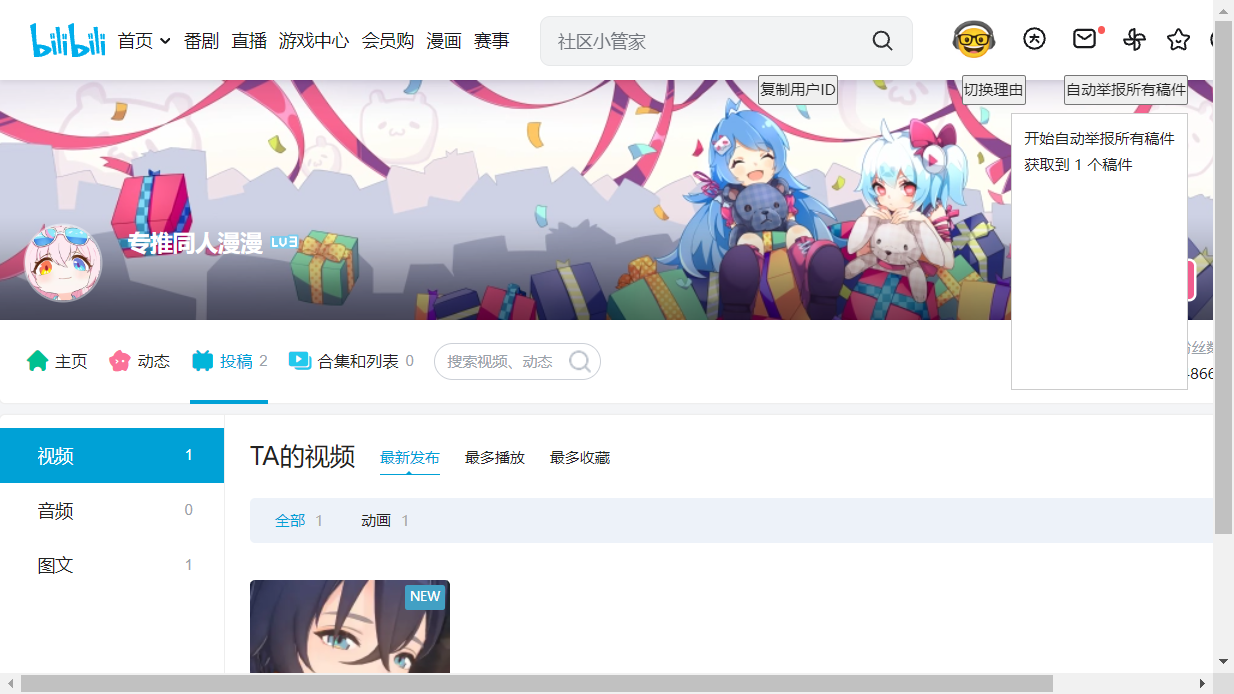 bilibili 首页 番剧 直播 游戏中心 会员购 漫画 赛事 社区小管家
复制用户ID 切换理由 自动举报所有稿件
开始自动举报所有稿件
获取到 1 个稿件
专推同人漫漫 LV3
主页 动态 投稿 2 合集和列表 0 搜索视频、动态
866
视频 1
音频 0
图文 1
TA的视频 最新发布 最多播放 最多收藏
全部 1 动画 1
NEW